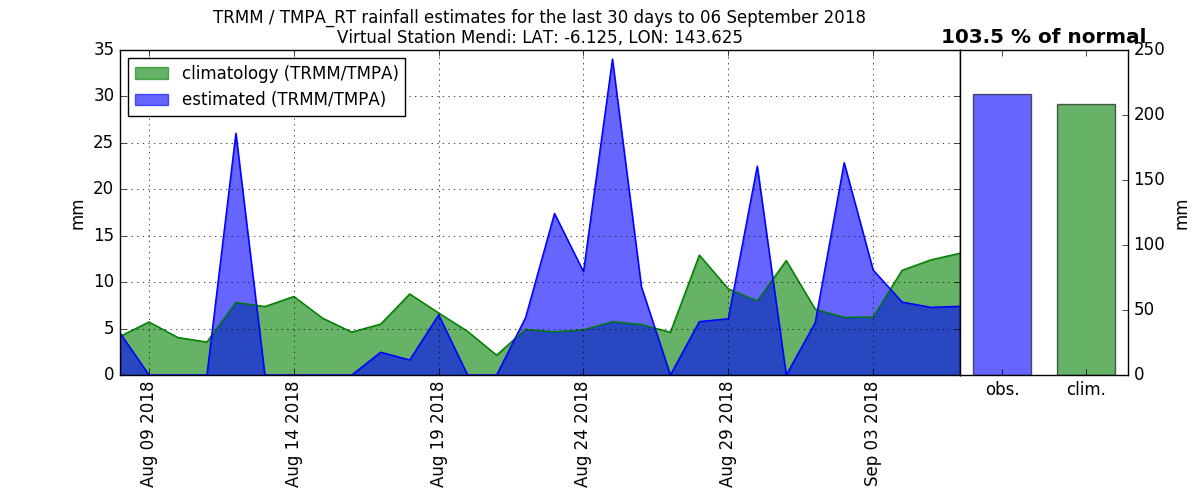 TRMM / TMPA_RT rainfall estimates for the last 30 days to 06 September 2018
Virtual Station Mendi: LAT: -6.125, LON: 143.625
103.5 % of normal
climatology (TRMM/TMPA)
estimated (TRMM/TMPA)
35
30
25
20
15
10
5
0
mm
Aug 09 2018
Aug 14 2018
Aug 19 2018
Aug 24 2018
Aug 29 2018
Sep 03 2018
250
200
150
100
50
0
mm
obs.
clim.